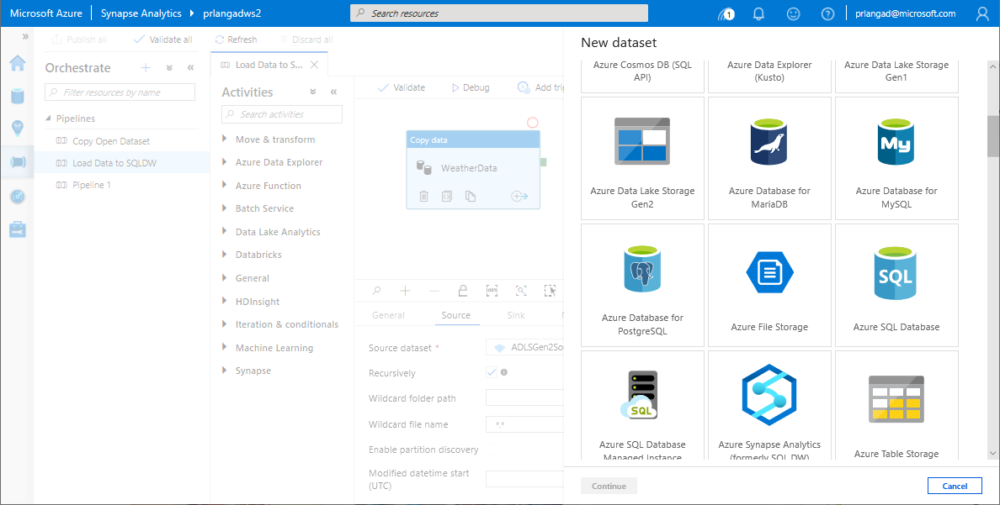 Microsoft Azure
Synapse Analytics
prlangadws2
Search resources
1
prlangad@microsoft.com
Publish all
Validate all
Refresh
Discard all
Orchestrate
Filter resources by name
Pipelines
Copy Open Dataset
Load Data to SQLDW
Pipeline 1
Load Data to S...
Activities
Search activities
Move & transform
Azure Data Explorer
Azure Function
Batch Service
Data Lake Analytics
Databricks
General
HDInsight
Iteration & conditionals
Machine Learning
Synapse
Validate
Debug
Add trig
Copy data
WeatherData
100%
General
Source
Sink
Source dataset *
ADLSGen2So
Recursively
Wildcard folder path
Wildcard file name
*.*
Enable partition discovery
Modified datetime start
(UTC)
New dataset
Azure Cosmos DB (SQL
API)
Azure Data Explorer
(Kusto)
Azure Data Lake Storage
Gen1
Azure Data Lake Storage
Gen2
Azure Database for
MariaDB
My
Azure Database for
MySQL
Azure Database for
PostgreSQL
Azure File Storage
SQL
Azure SQL Database
SQL
Azure SQL Database
Managed Instance
Azure Synapse Analytics
(formerly SQL DW)
Azure Table Storage
Continue
Cancel